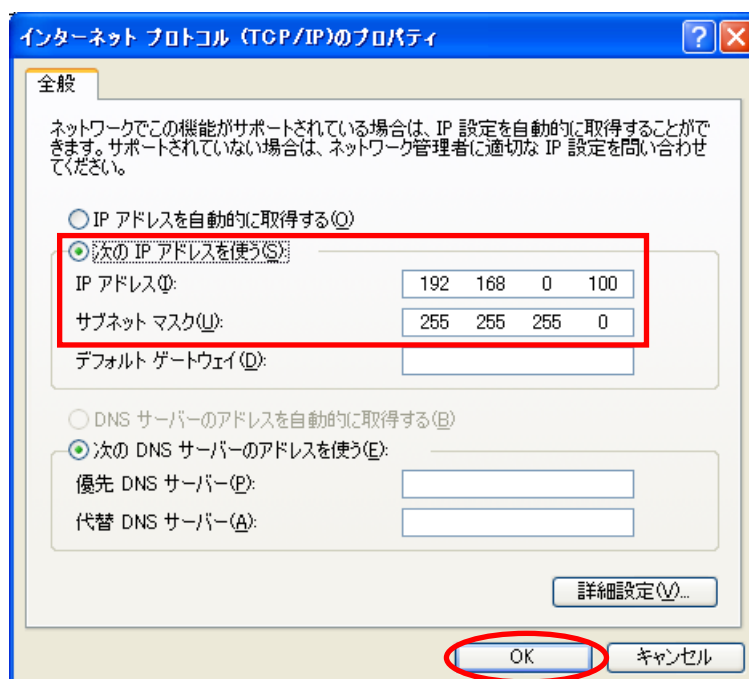 インターネット プロトコル (TCP/IP)のプロパティ
全般
ネットワークでこの機能がサポートされている場合は、IP 設定を自動的に取得することがで
きます。サポートされていない場合は、ネットワーク管理者に適切な IP 設定を問い合わせ
てください。
IP アドレスを自動的に取得する(O)
次の IP アドレスを使う(S):
IP アドレス(I): 192 168 0 100
サブネット マスク(U): 255 255 255 0
デフォルト ゲートウェイ(D):
DNS サーバーのアドレスを自動的に取得する(B)
次の DNS サーバーのアドレスを使う(E):
優先 DNS サーバー(P):
代替 DNS サーバー(A):
詳細設定(V)...
OK キャンセル